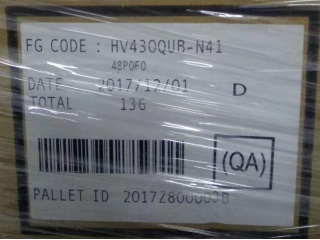 FG CODE : HV430QUB-N41
48P0F0
DATE 2017/12/01 D
TOTAL 136
(QA)
PALLET ID